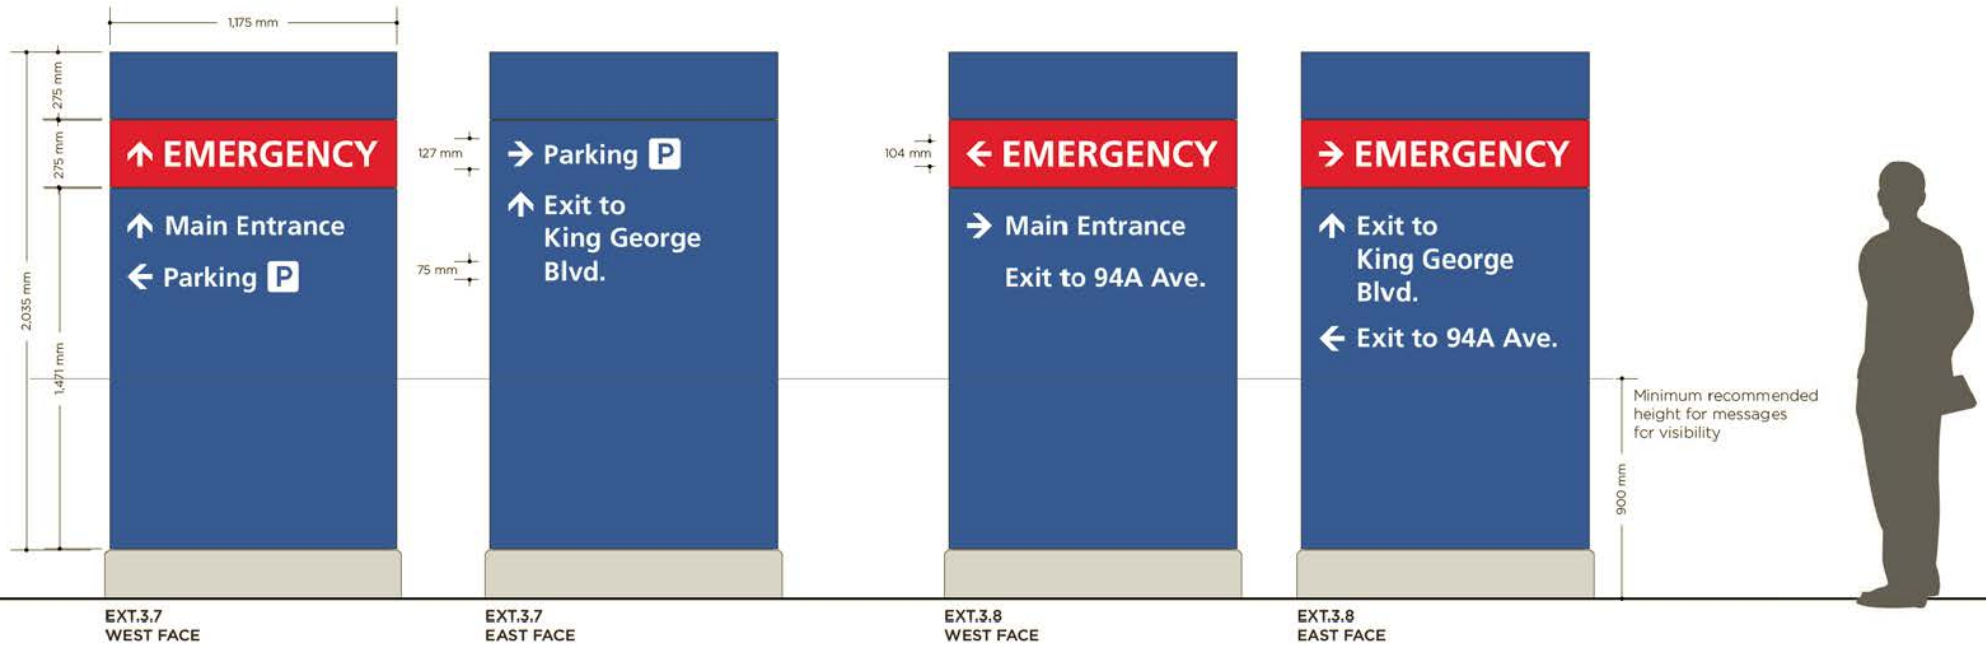 1,175 mm
275 mm
275 mm
2,035 mm
1,471 mm
EMERGENCY
Main Entrance
Parking P
EXT.3.7
WEST FACE
127 mm
75 mm
Parking P
Exit to
King George
Blvd.
EXT.3.7
EAST FACE
104 mm
EMERGENCY
Main Entrance
Exit to 94A Ave.
EXT.3.8
WEST FACE
EMERGENCY
Exit to
King George
Blvd.
Exit to 94A Ave.
EXT.3.8
EAST FACE
Minimum recommended
height for messages
for visibility
900 mm